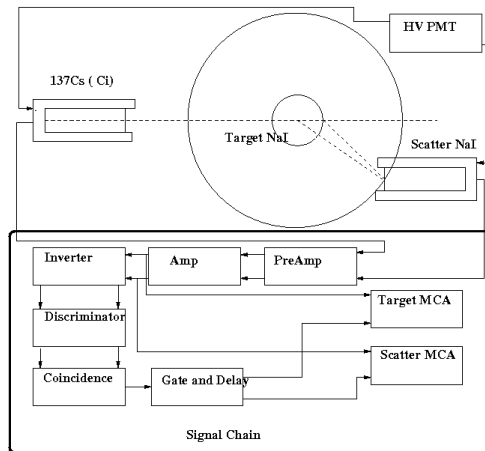 HV PMT
137Cs ( Ci)
Target NaI
Scatter NaI
Inverter
Amp
PreAmp
Target MCA
Discriminator
Scatter MCA
Coincidence
Gate and Delay
Signal Chain